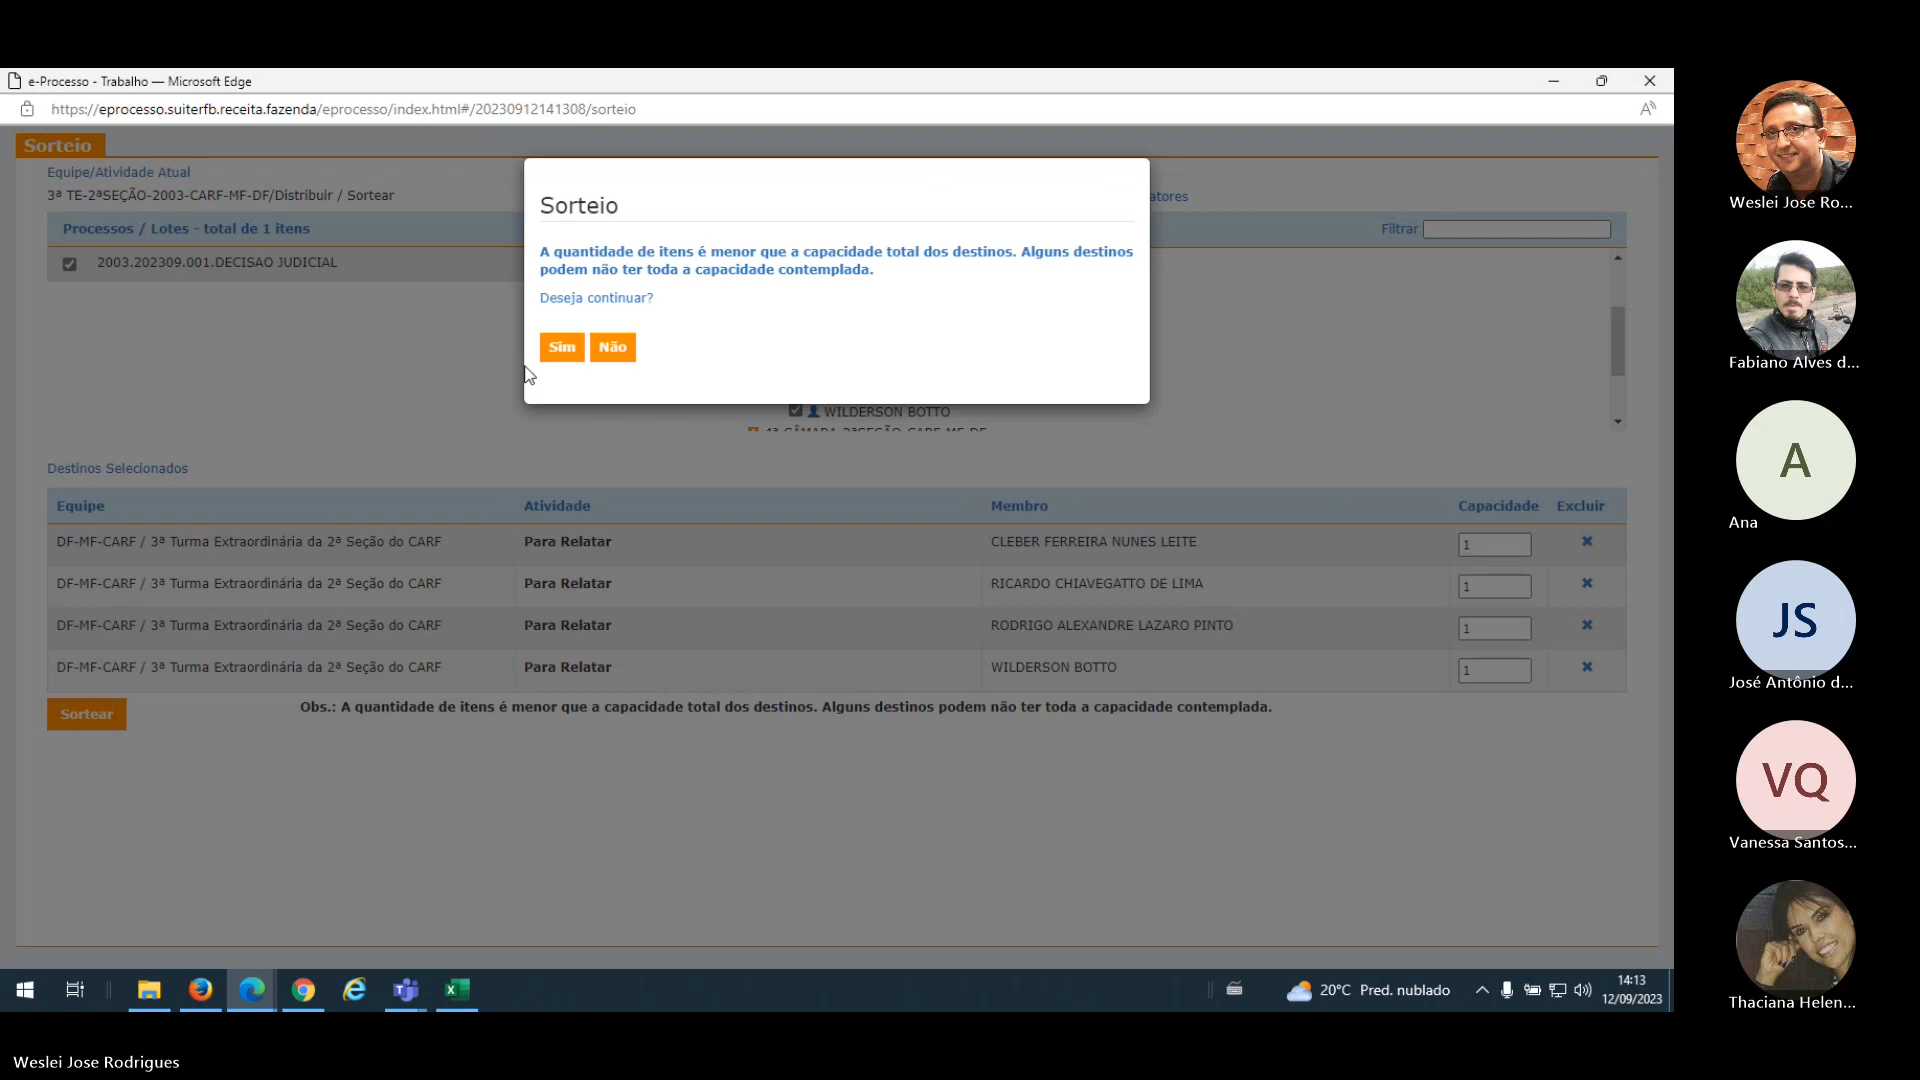 e-Processo - Trabalho — Microsoft Edge
https://eprocesso.suiterfb.receita.fazenda/eprocesso/index.html#/20230912141308/sorteio
Sorteio
Equipe/Atividade Atual
3ª TE-2ªSEÇÃO-2003-CARF-MF-DF/Distribuir / Sortear
atores
Processos / Lotes - total de 1 itens
Filtrar
2003.202309.001.DECISAO JUDICIAL
Sorteio
A quantidade de itens é menor que a capacidade total dos destinos. Alguns destinos
podem não ter toda a capacidade contemplada.
Deseja continuar?
Sim Não
WILDERSON BOTTO
1ª CÂMARA-2ªSEÇÃO-CARF-MF-DF
Destinos Selecionados
Equipe Atividade Membro Capacidade Excluir
DF-MF-CARF / 3ª Turma Extraordinária da 2ª Seção do CARF Para Relatar CLEBER FERREIRA NUNES LEITE 1
DF-MF-CARF / 3ª Turma Extraordinária da 2ª Seção do CARF Para Relatar RICARDO CHIAVEGATTO DE LIMA 1
DF-MF-CARF / 3ª Turma Extraordinária da 2ª Seção do CARF Para Relatar RODRIGO ALEXANDRE LAZARO PINTO 1
DF-MF-CARF / 3ª Turma Extraordinária da 2ª Seção do CARF Para Relatar WILDERSON BOTTO 1
Sortear
Obs.: A quantidade de itens é menor que a capacidade total dos destinos. Alguns destinos podem não ter toda a capacidade contemplada.
20°C Pred. nublado
14:13
12/09/2023
Weslei Jose Ro...
Fabiano Alves d...
A
Ana
JS
José Antônio d...
VQ
Vanessa Santos...
Thaciana Helen...
Weslei Jose Rodrigues